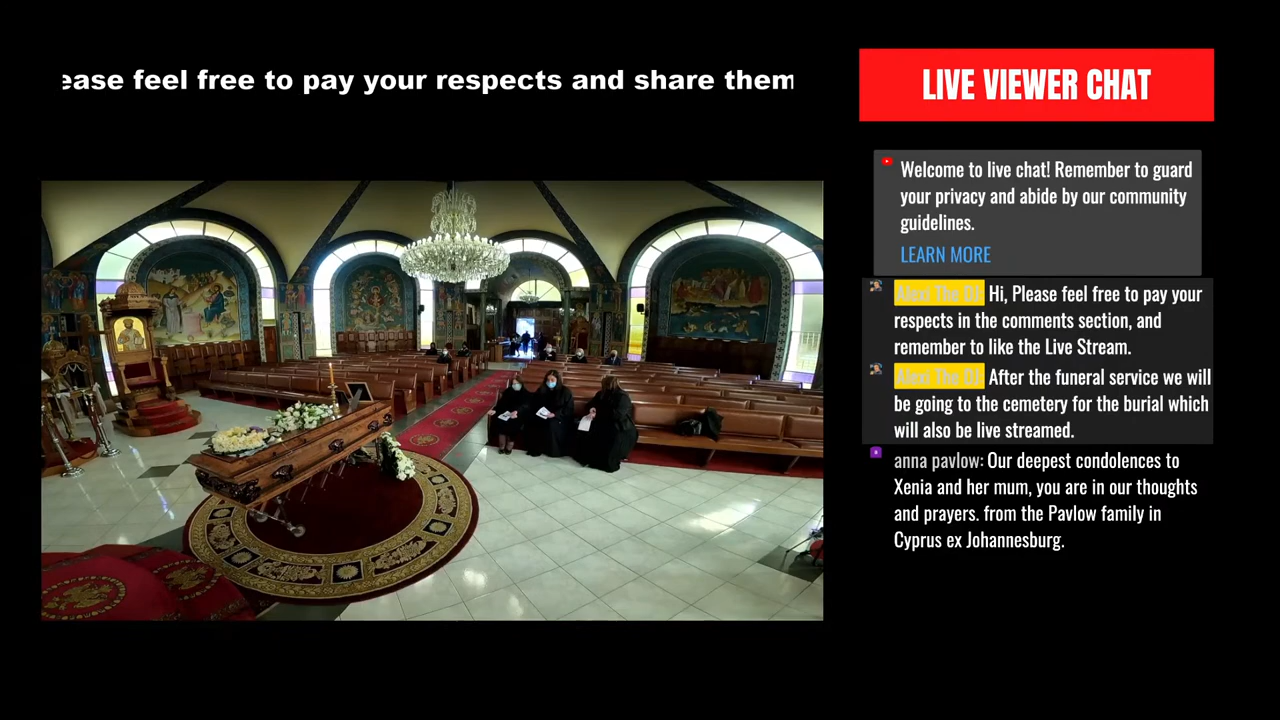 ease feel free to pay your respects and share them
LIVE VIEWER CHAT
Welcome to live chat! Remember to guard
your privacy and abide by our community
guidelines.
LEARN MORE
Alexi The DJ: Hi, Please feel free to pay your
respects in the comments section, and
remember to like the Live Stream.
Alexi The DJ: After the funeral service we will
be going to the cemetery for the burial which
will also be live streamed.
anna pavlow: Our deepest condolences to
Xenia and her mum, you are in our thoughts
and prayers. from the Pavlow family in
Cyprus ex Johannesburg.